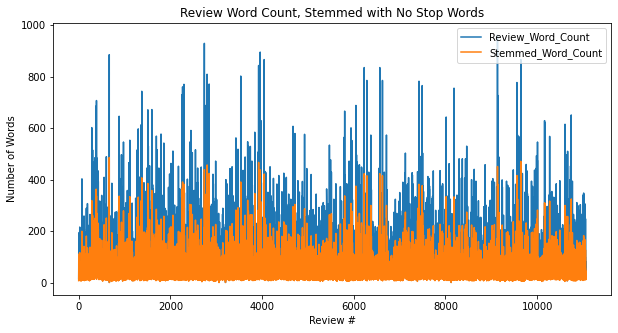 Review Word Count, Stemmed with No Stop Words
Review_Word_Count
Stemmed_Word_Count
1000
800
600
400
200
0
Number of Words
0 2000 4000 6000 8000 10000
Review #